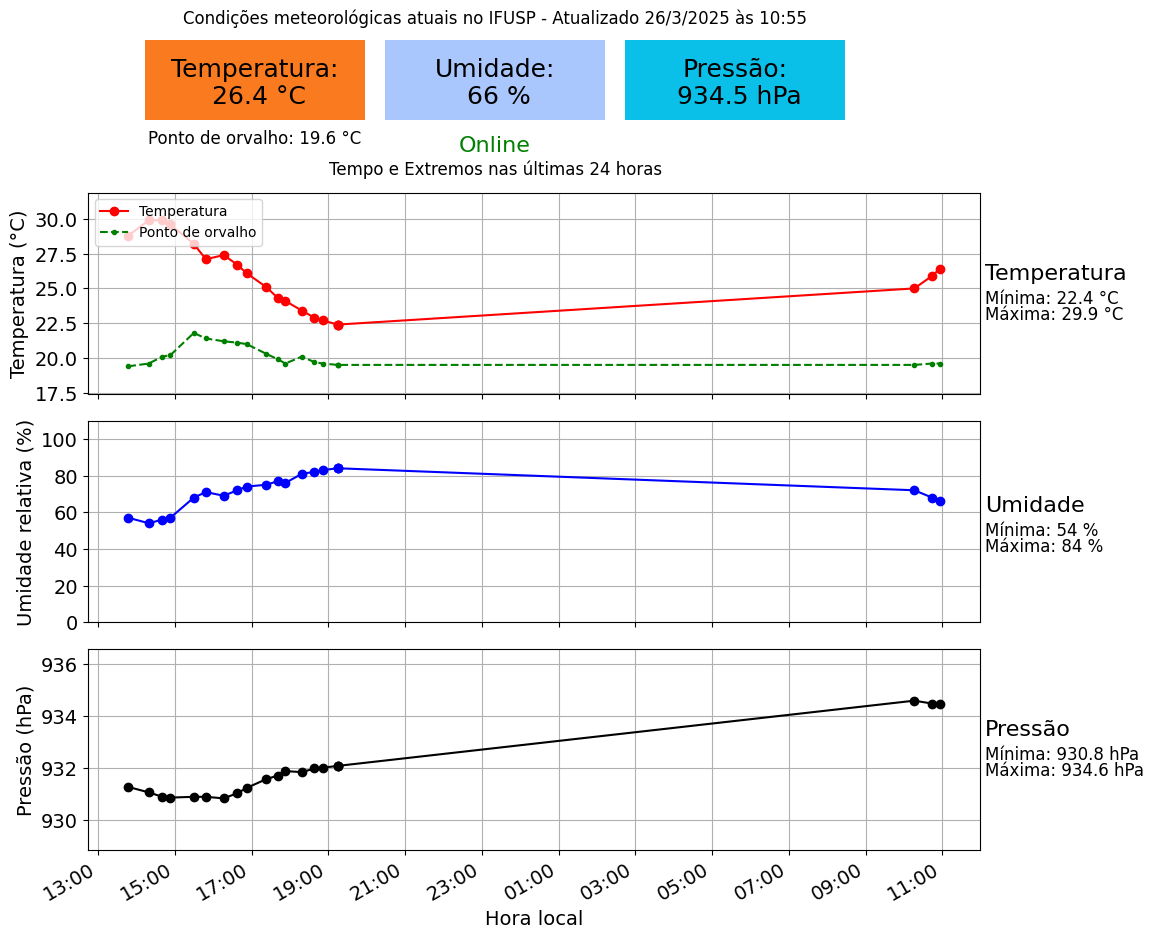 Condições meteorológicas atuais no IFUSP - Atualizado 26/3/2025 às 10:55
Temperatura:
26.4 °C
Umidade:
66 %
Pressão:
934.5 hPa
Ponto de orvalho: 19.6 °C
Online
Tempo e Extremos nas últimas 24 horas
Temperatura (°C)
30.0
27.5
25.0
22.5
20.0
17.5
Temperatura
Ponto de orvalho
Temperatura
Mínima: 22.4 °C
Máxima: 29.9 °C
Umidade relativa (%)
100
80
60
40
20
0
Umidade
Mínima: 54 %
Máxima: 84 %
Pressão (hPa)
936
934
932
930
Pressão
Mínima: 930.8 hPa
Máxima: 934.6 hPa
13:00
15:00
17:00
19:00
21:00
23:00
01:00
03:00
05:00
07:00
09:00
11:00
Hora local